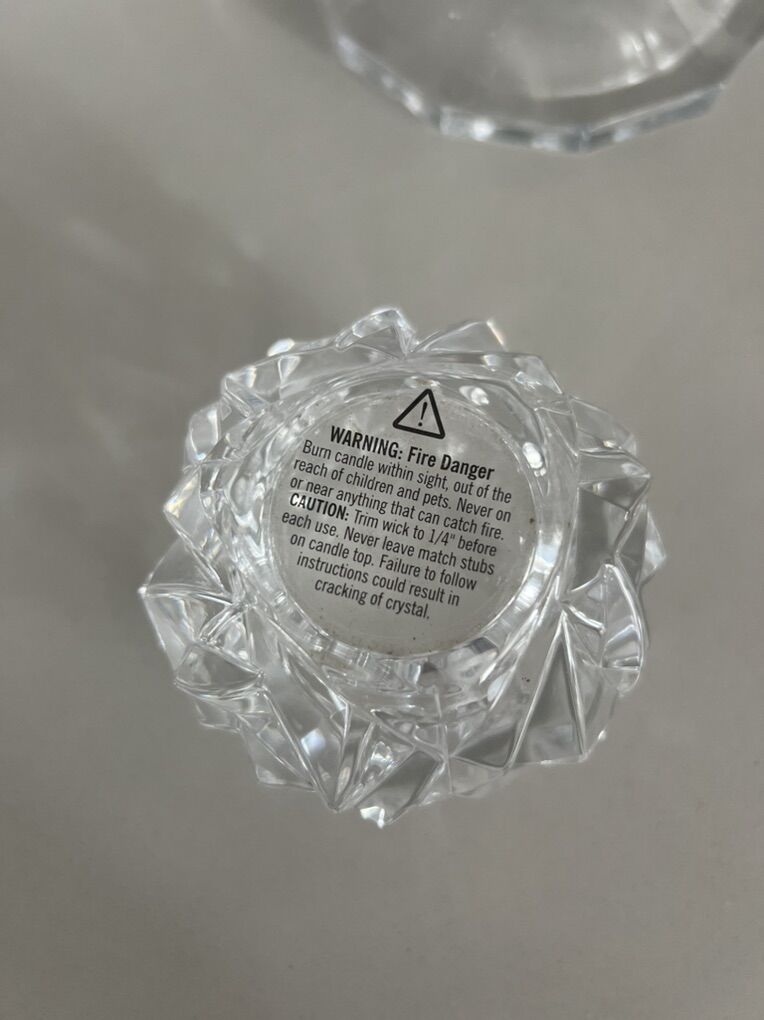 WARNING: Fire Danger
Burn candle within sight, out of the
reach of children and pets. Never on
or near anything that can catch fire.
CAUTION: Trim wick to 1/4" before
each use. Never leave match stubs
on candle top. Failure to follow
instructions could result in
cracking of crystal.